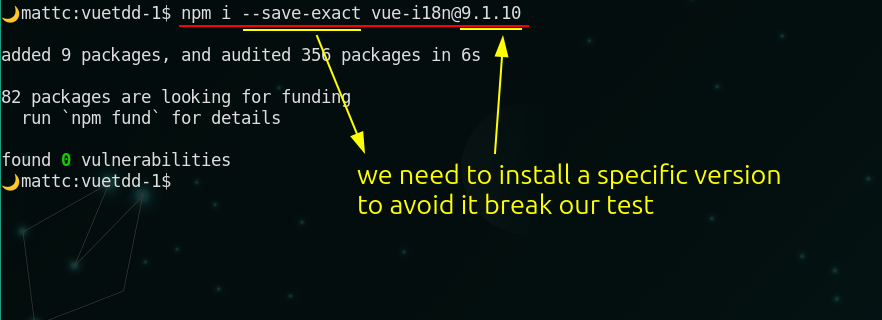 🌙mattc:vuetdd-1$ npm i --save-exact vue-i18n@9.1.10
added 9 packages, and audited 356 packages in 6s
82 packages are looking for funding
run `npm fund` for details
found 0 vulnerabilities
🌙mattc:vuetdd-1$
we need to install a specific version
to avoid it break our test